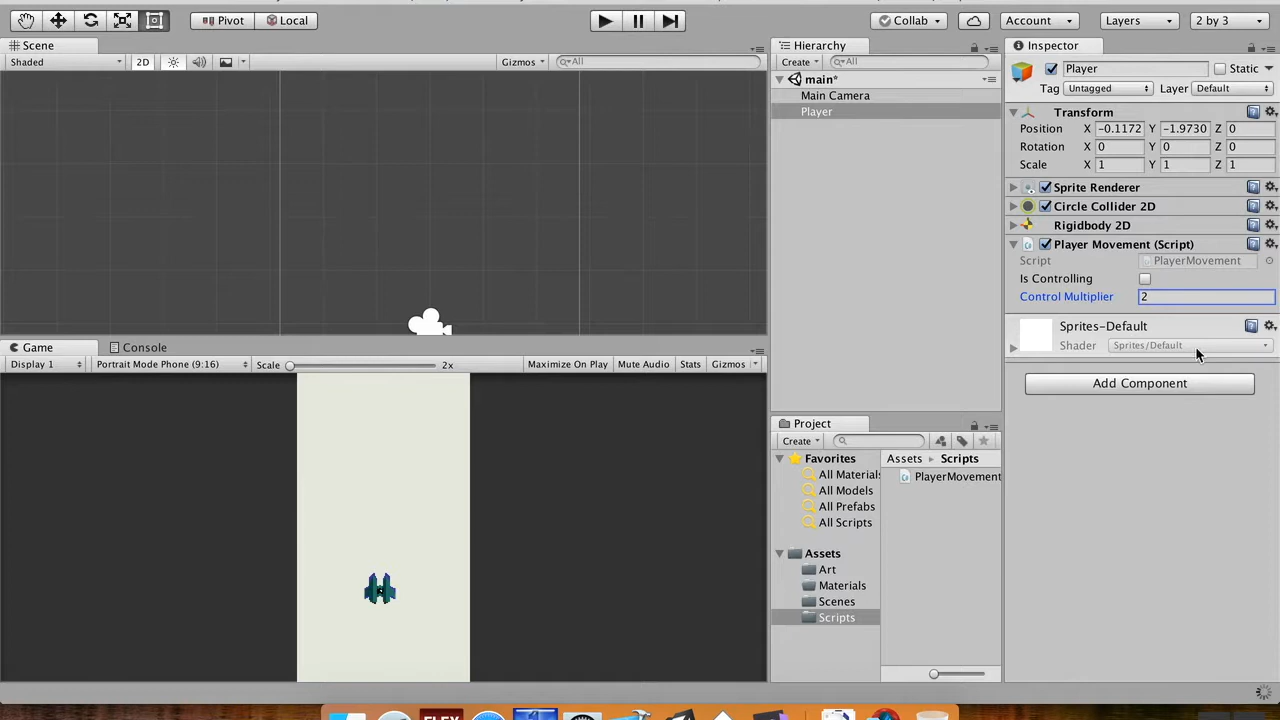 Pivot Local Collab Account Layers 2 by 3
Scene
Shaded 2D Gizmos All
Game Console
Display 1 Portrait Mode Phone (9:16) Scale 2x Maximize On Play Mute Audio Stats Gizmos
Hierarchy
Create All
main*
Main Camera
Player
Project
Create
Favorites
All Materials
All Models
All Prefabs
All Scripts
Assets
Art
Materials
Scenes
Scripts
Assets Scripts
PlayerMovement
Inspector
Player Static
Tag Untagged Layer Default
Transform
Position X -0.1172 Y -1.9730 Z 0
Rotation X 0 Y 0 Z 0
Scale X 1 Y 1 Z 1
Sprite Renderer
Circle Collider 2D
Rigidbody 2D
Player Movement (Script)
Script PlayerMovement
Is Controlling
Control Multiplier 2
Sprites-Default
Shader Sprites/Default
Add Component
FLEX